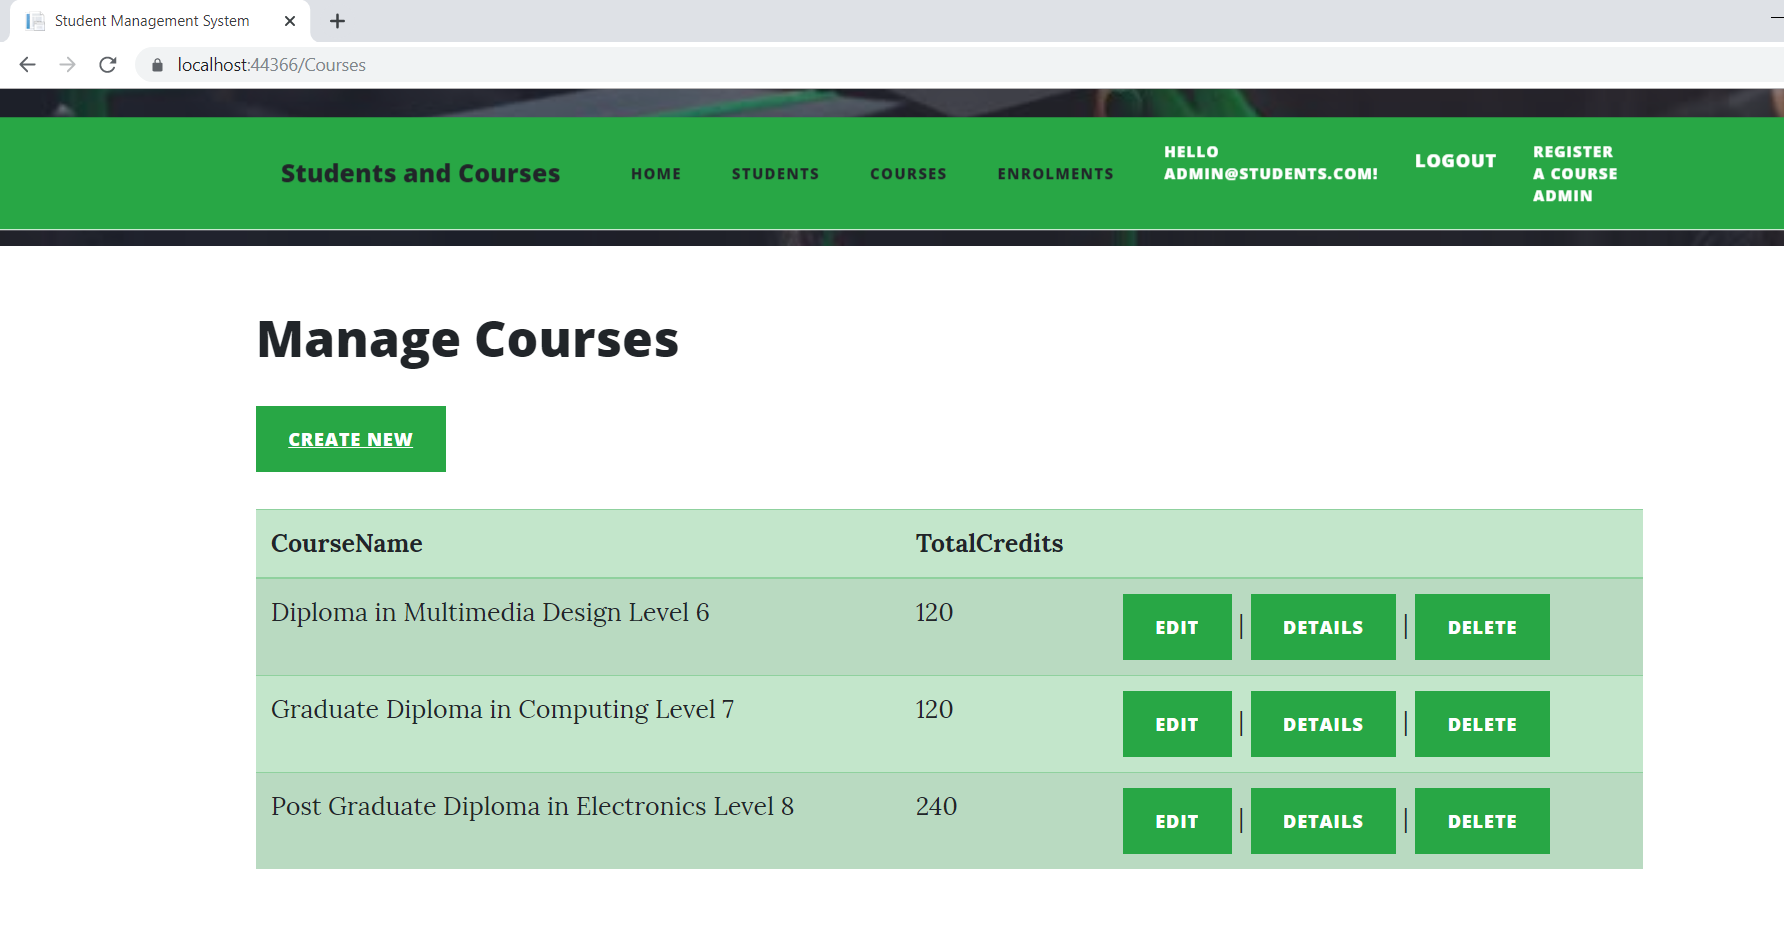 Student Management System
localhost:44366/Courses
Students and Courses HOME STUDENTS COURSES ENROLMENTS
HELLO
ADMIN@STUDENTS.COM!
LOGOUT
REGISTER
A COURSE
ADMIN
Manage Courses
CREATE NEW
CourseName TotalCredits
Diploma in Multimedia Design Level 6 120 EDIT | DETAILS | DELETE
Graduate Diploma in Computing Level 7 120 EDIT | DETAILS | DELETE
Post Graduate Diploma in Electronics Level 8 240 EDIT | DETAILS | DELETE